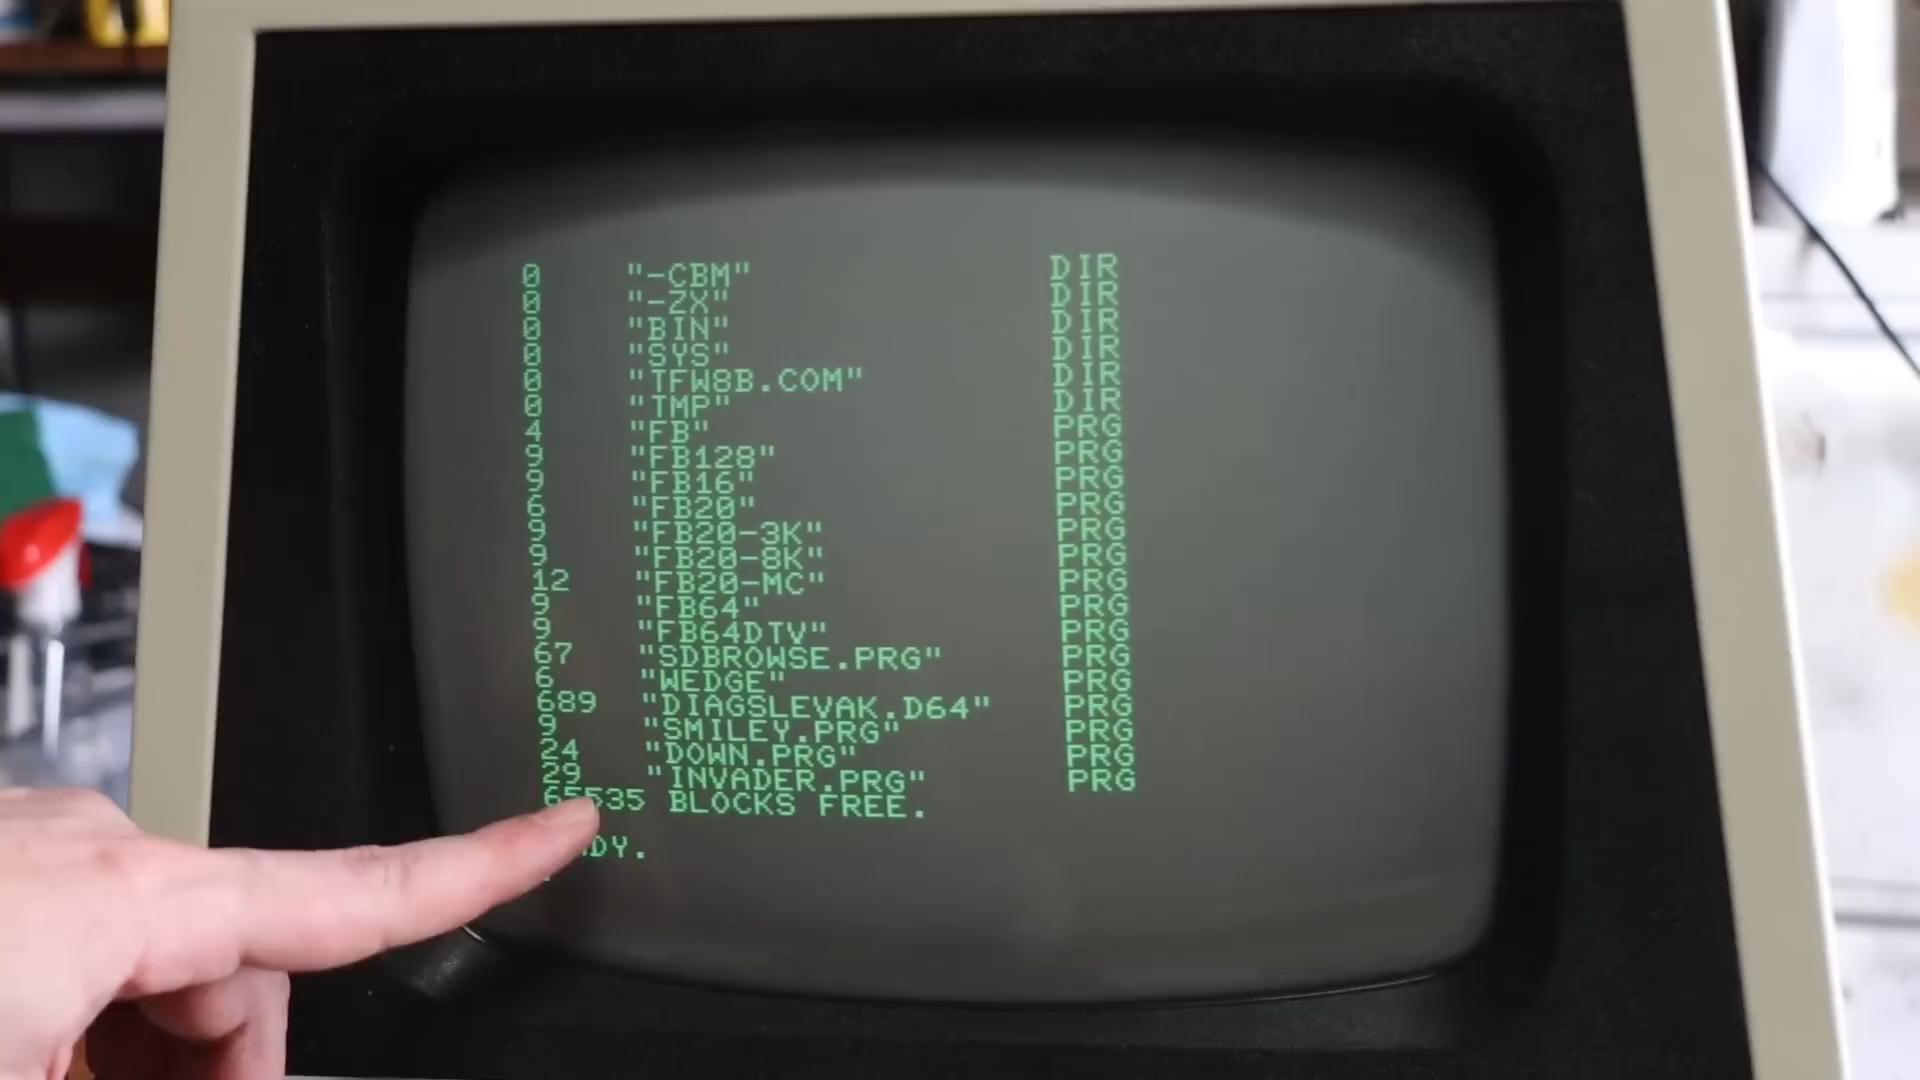 0 "-CBM" DIR
0 "-ZX" DIR
0 "BIN" DIR
0 "SYS" DIR
0 "TFW8B.COM" DIR
0 "TMP" DIR
4 "FB" PRG
9 "FB128" PRG
9 "FB16" PRG
6 "FB20" PRG
9 "FB20-3K" PRG
9 "FB20-8K" PRG
12 "FB20-MC" PRG
9 "FB64" PRG
9 "FB64DTV" PRG
67 "SDBROWSE.PRG" PRG
6 "WEDGE" PRG
689 "DIAGSLEVAK.D64" PRG
9 "SMILEY.PRG" PRG
24 "DOWN.PRG" PRG
29 "INVADER.PRG" PRG
65535 BLOCKS FREE.
DY.